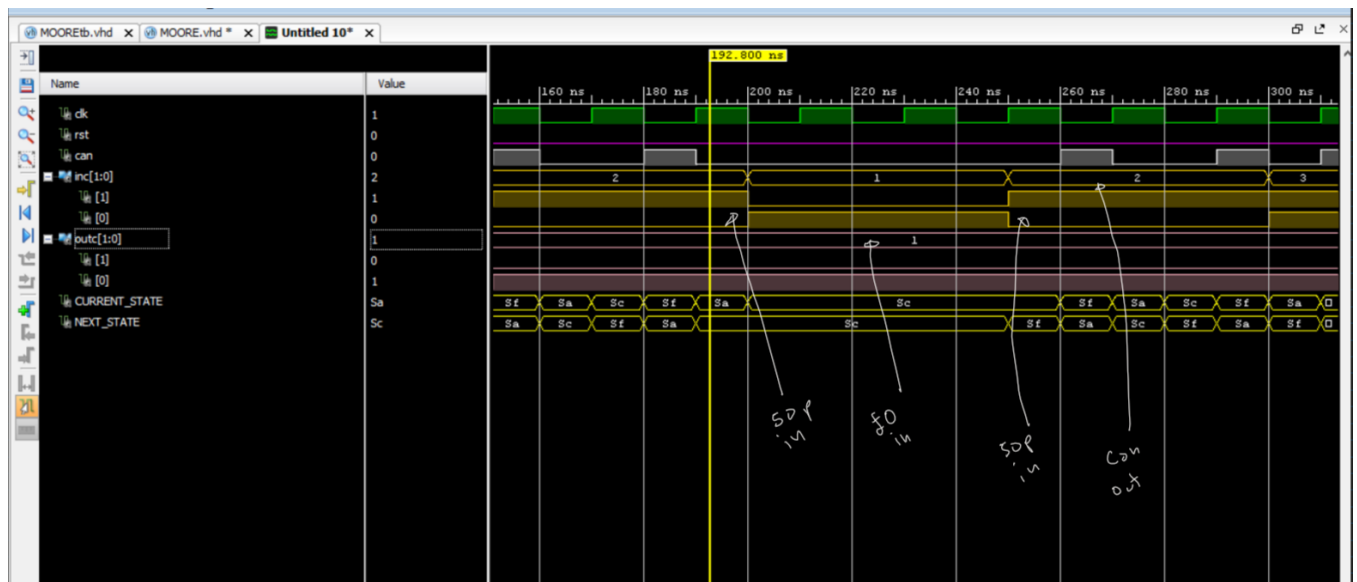 MOOREtb.vhd x MOORE.vhd * x Untitled 10* x
192.800 ns
Name Value
160 ns 180 ns 200 ns 220 ns 240 ns 260 ns 280 ns 300 ns
clk 1
rst 0
can 0
inc[1:0] 2 2 1 2 3
[1] 1
[0] 0
outc[1:0] 1 1
[1] 0
[0] 1
CURRENT_STATE Sa Sf Sa Sc Sf Sa Sc Sf Sa Sc Sf Sa
NEXT_STATE Sc Sa Sc Sf Sa Sc Sf Sa Sc Sf Sa Sf
50p
in
in
50p
in
can
out